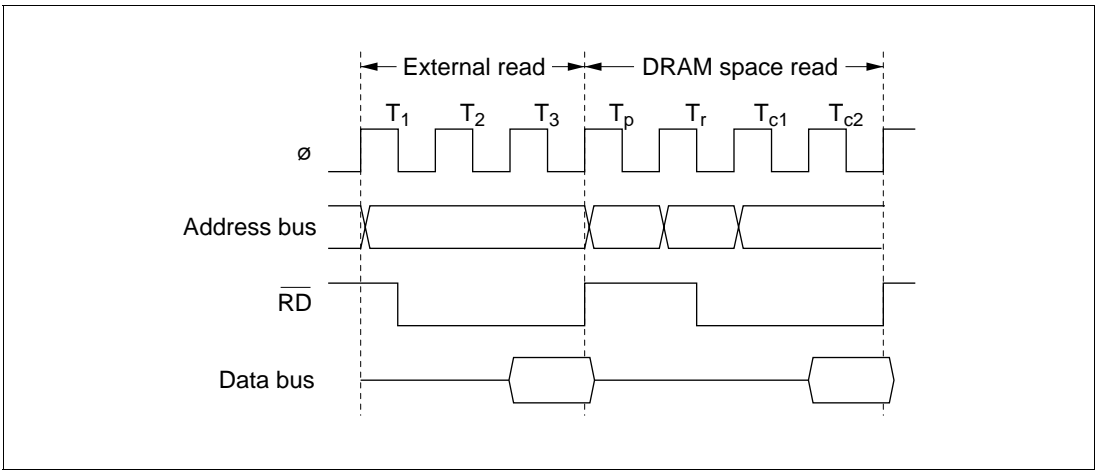 External read DRAM space read
T1 T2 T3 Tp Tr Tc1 Tc2
ø
Address bus
RD
Data bus